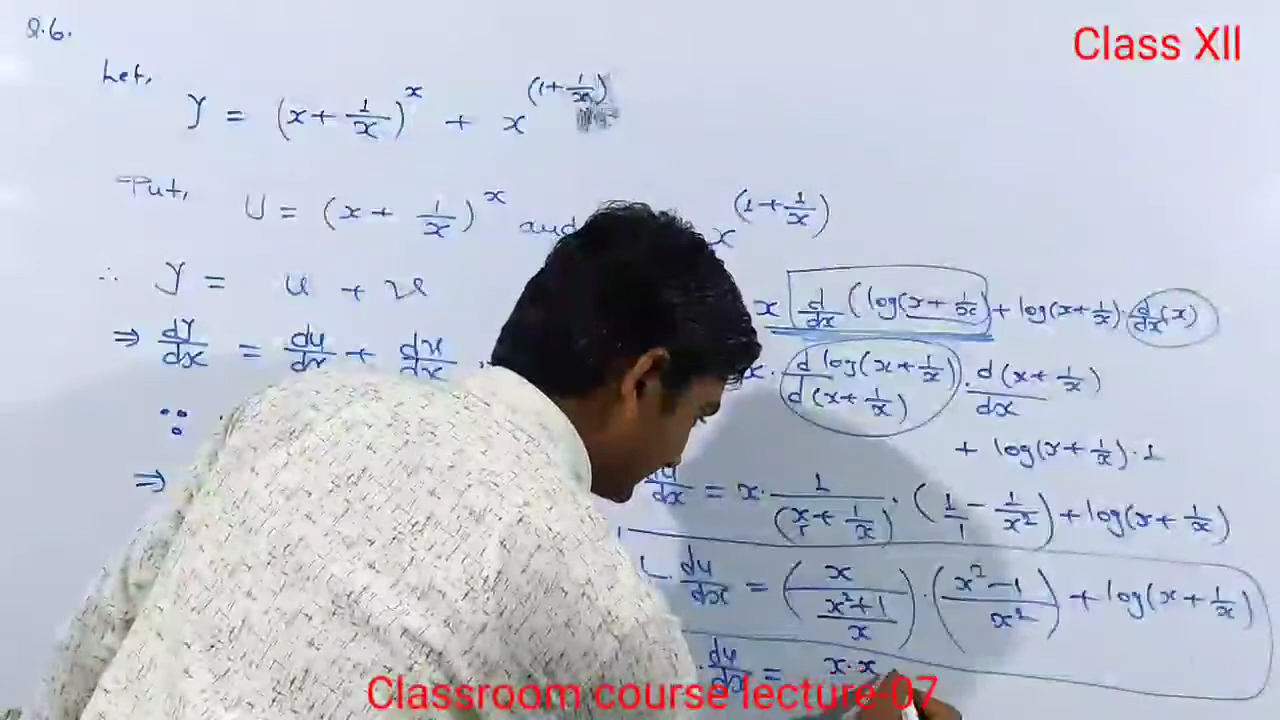 Q.6.
Class XII
Let,
y = (x + 1/x)^x + x^(1 + 1/x)
Put,
U = (x + 1/x)^x and x^(1 + 1/x)
∴ y = u + v
⇒ dy/dx = du/dx + dv/dx
∵
⇒
x d/dx (log(x + 1/x)) + log(x + 1/x) · d/dx (x)
x · d log(x + 1/x) / d(x + 1/x) · d(x + 1/x)/dx
+ log(x + 1/x) · 1
du/dx = x · 1/(x/1 + 1/x) · (1/1 - 1/x²) + log(x + 1/x)
du/dx = (x/((x²+1)/x)) · ((x² - 1)/x²) + log(x + 1/x)
du/dx = x · x
Classroom course lecture-07